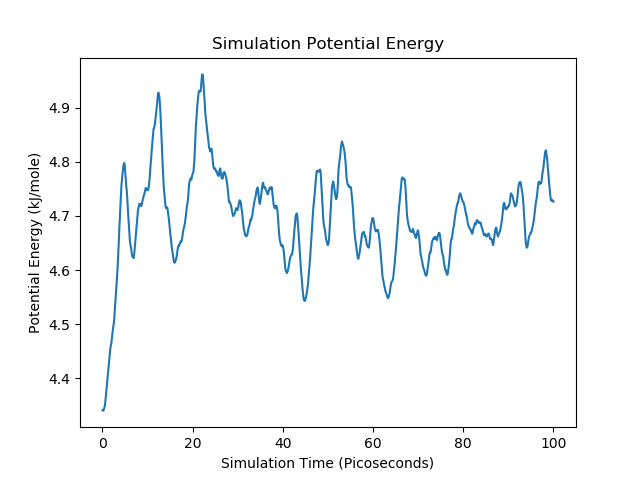 Simulation Potential Energy
Potential Energy (kJ/mole)
4.9
4.8
4.7
4.6
4.5
4.4
0 20 40 60 80 100
Simulation Time (Picoseconds)